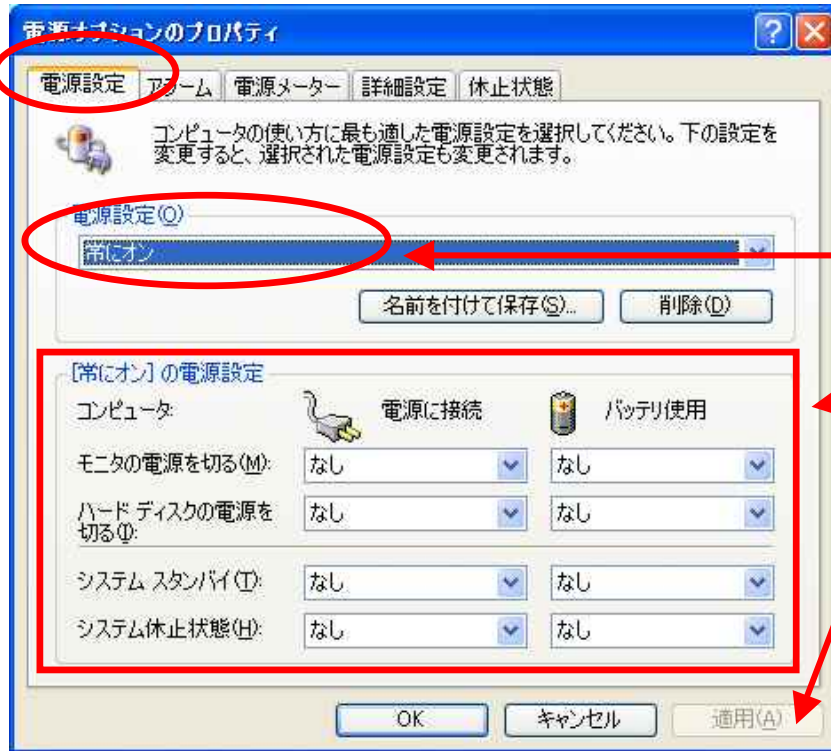 電源オプションのプロパティ
電源設定 アラーム 電源メーター 詳細設定 休止状態
コンピュータの使い方に最も適した電源設定を選択してください。下の設定を
変更すると、選択された電源設定も変更されます。
電源設定(O)
常にオン
名前を付けて保存(S)... 削除(D)
[常にオン] の電源設定
コンピュータ: 電源に接続 バッテリ使用
モニタの電源を切る(M): なし なし
ハード ディスクの電源を なし なし
切る(I):
システム スタンバイ(T): なし なし
システム休止状態(H): なし なし
OK キャンセル 適用(A)